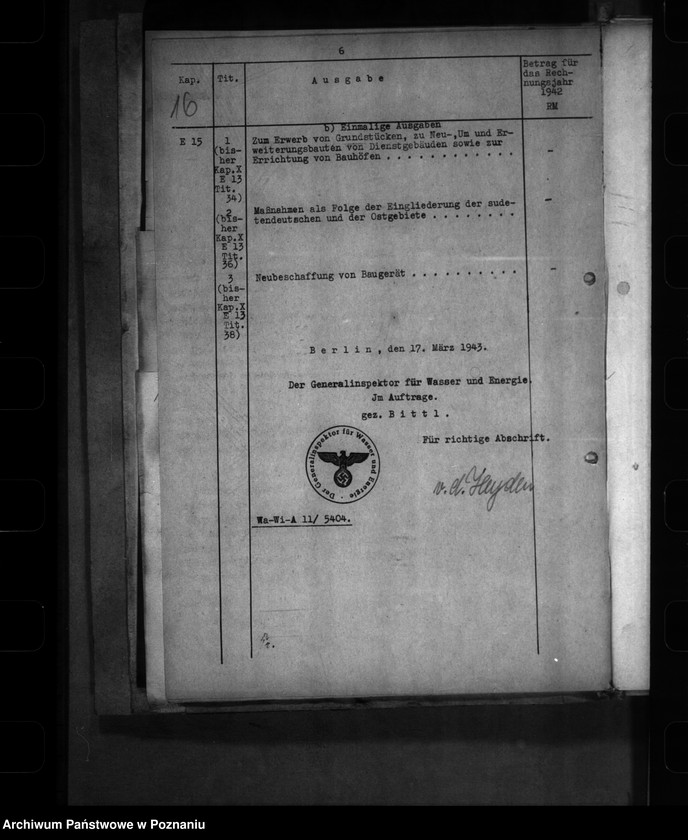 6
Kap.
Tit.
A u s g a b e
Betrag für
das Rech-
nungsjahr
1942
RM
16
b) Einmalige Ausgaben
E 15
1
(bis-
her
Kap.X
E 13
Tit.
34)
Zum Erwerb von Grundstücken, zu Neu-,Um und Er-
weiterungsbauten von Dienstgebäuden sowie zur
Errichtung von Bauhöfen . . . . . . . . . . . .
-
2
(bis-
her
Kap.X
E 13
Tit.
36)
Maßnahmen als Folge der Eingliederung der sude-
tendeutschen und der Ostgebiete . . . . . . . .
-
3
(bis-
her
Kap.X
E 13
Tit.
38)
Neubeschaffung von Baugerät . . . . . . . . . .
-
B e r l i n , den 17. März 1943.
Der Generalinspektor für Wasser und Energie.
Jm Auftrage.
gez. B i t t l .
Für richtige Abschrift.
Der Generalinspektor für Wasser und Energie
v. d. Heyden
Wa-Wi-A 11/ 5404.
Archiwum Państwowe w Poznaniu